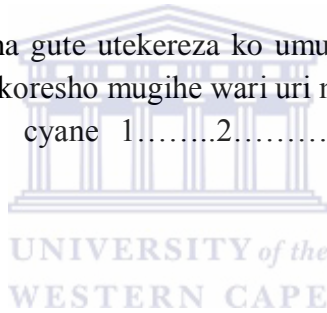 na gute utekereza ko umu
koresho mugihe wari uri n
cyane 1........2.........
UNIVERSITY of the
WESTERN CAPE